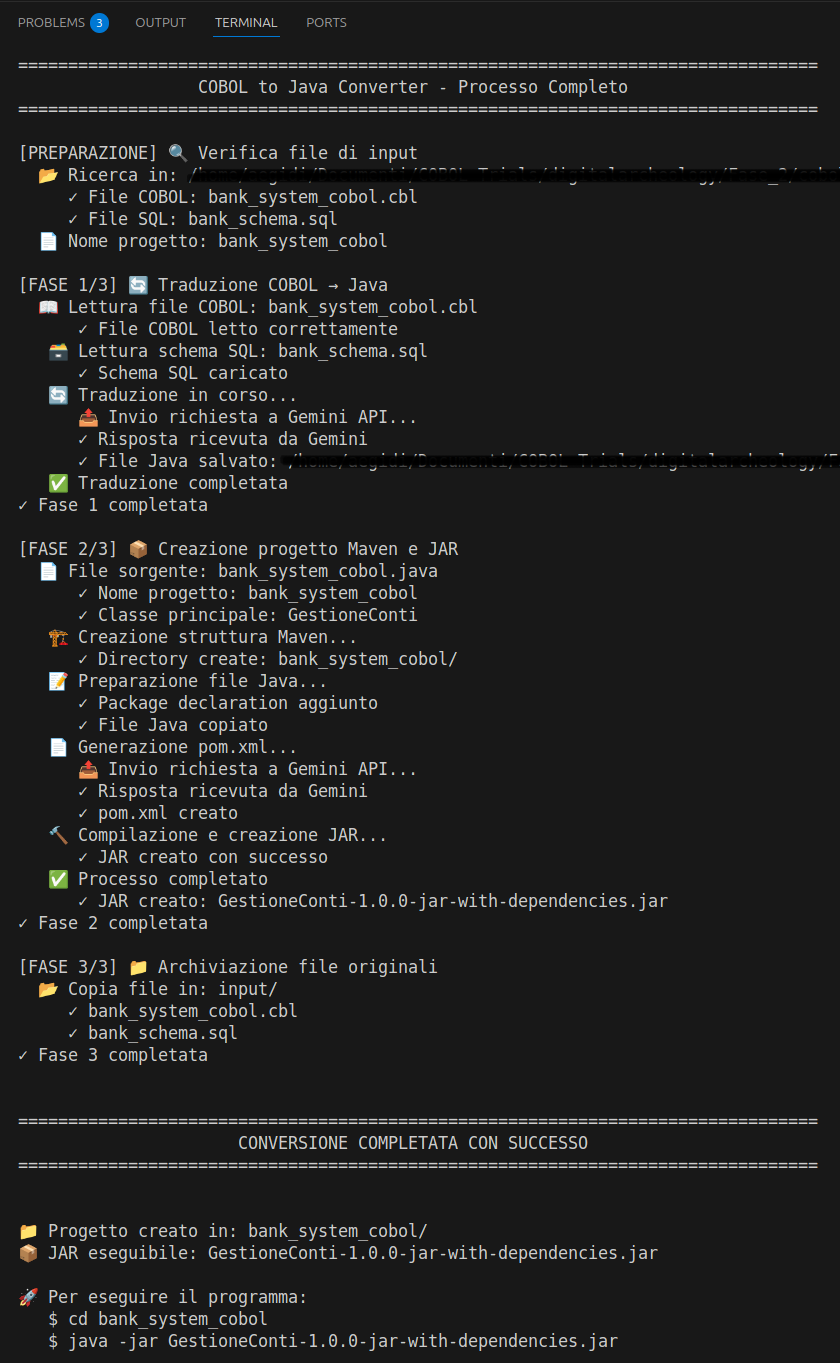 PROBLEMS 3 OUTPUT TERMINAL PORTS
================================================================================
COBOL to Java Converter - Processo Completo
================================================================================
[PREPARAZIONE] 🔍 Verifica file di input
📂 Ricerca in:
✓ File COBOL: bank_system_cobol.cbl
✓ File SQL: bank_schema.sql
📄 Nome progetto: bank_system_cobol
[FASE 1/3] 🔄 Traduzione COBOL → Java
📖 Lettura file COBOL: bank_system_cobol.cbl
✓ File COBOL letto correttamente
🗃️ Lettura schema SQL: bank_schema.sql
✓ Schema SQL caricato
🔄 Traduzione in corso...
📤 Invio richiesta a Gemini API...
✓ Risposta ricevuta da Gemini
✓ File Java salvato:
✅ Traduzione completata
✓ Fase 1 completata
[FASE 2/3] 📦 Creazione progetto Maven e JAR
📄 File sorgente: bank_system_cobol.java
✓ Nome progetto: bank_system_cobol
✓ Classe principale: GestioneConti
🏗️ Creazione struttura Maven...
✓ Directory create: bank_system_cobol/
📝 Preparazione file Java...
✓ Package declaration aggiunto
✓ File Java copiato
📄 Generazione pom.xml...
📤 Invio richiesta a Gemini API...
✓ Risposta ricevuta da Gemini
✓ pom.xml creato
🔨 Compilazione e creazione JAR...
✓ JAR creato con successo
✅ Processo completato
✓ JAR creato: GestioneConti-1.0.0-jar-with-dependencies.jar
✓ Fase 2 completata
[FASE 3/3] 📁 Archiviazione file originali
📂 Copia file in: input/
✓ bank_system_cobol.cbl
✓ bank_schema.sql
✓ Fase 3 completata
================================================================================
CONVERSIONE COMPLETATA CON SUCCESSO
================================================================================
📁 Progetto creato in: bank_system_cobol/
📦 JAR eseguibile: GestioneConti-1.0.0-jar-with-dependencies.jar
🚀 Per eseguire il programma:
$ cd bank_system_cobol
$ java -jar GestioneConti-1.0.0-jar-with-dependencies.jar